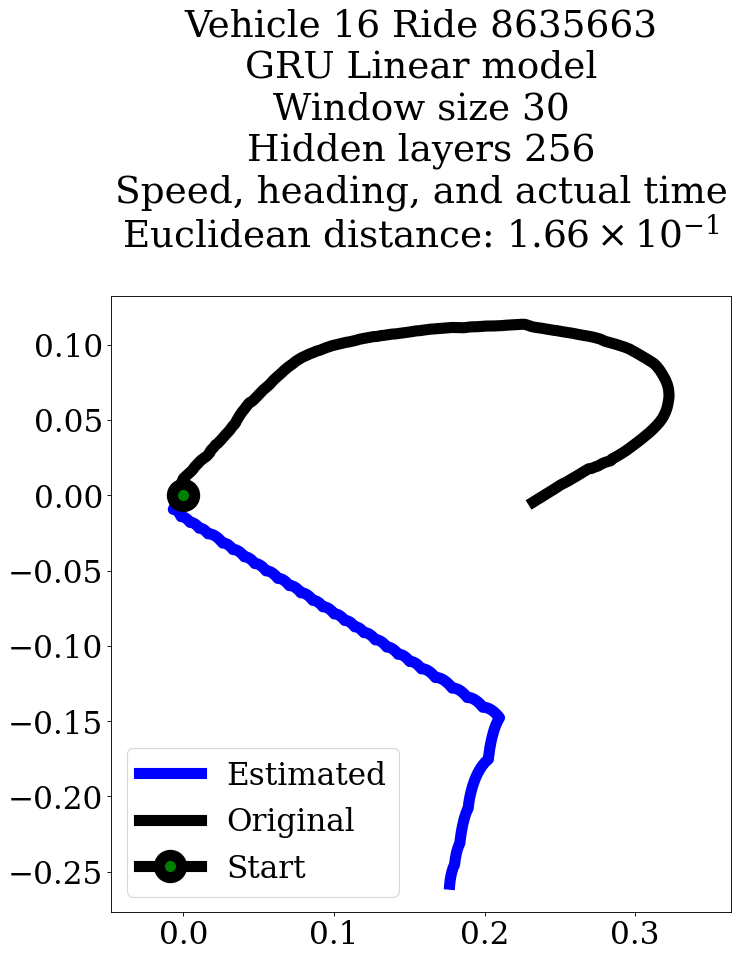 Vehicle 16 Ride 8635663
GRU Linear model
Window size 30
Hidden layers 256
Speed, heading, and actual time
Euclidean distance: 1.66 × 10⁻¹
0.10
0.05
0.00
−0.05
−0.10
−0.15
−0.20
−0.25
Estimated
Original
Start
0.0 0.1 0.2 0.3